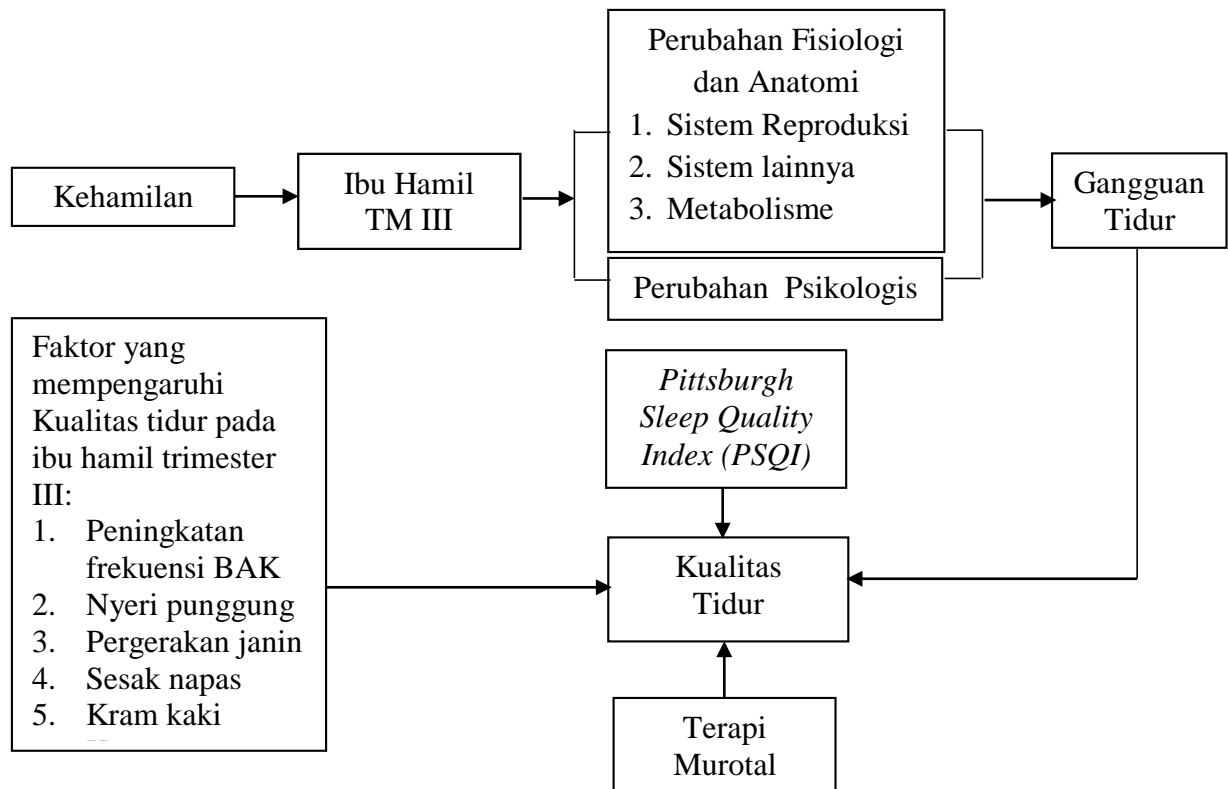 Kehamilan
Ibu Hamil
TM III
Perubahan Fisiologi
dan Anatomi
1. Sistem Reproduksi
2. Sistem lainnya
3. Metabolisme
Perubahan Psikologis
Gangguan
Tidur
Faktor yang
mempengaruhi
Kualitas tidur pada
ibu hamil trimester
III:
1. Peningkatan
frekuensi BAK
2. Nyeri punggung
3. Pergerakan janin
4. Sesak napas
5. Kram kaki
Pittsburgh
Sleep Quality
Index (PSQI)
Kualitas
Tidur
Terapi
Murotal